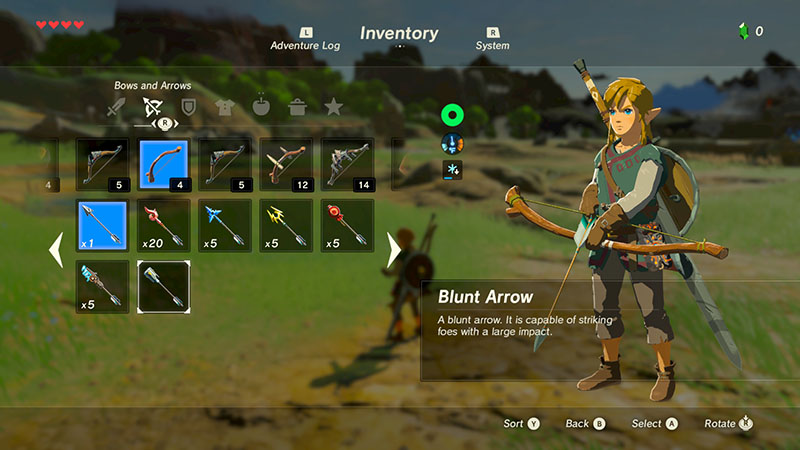 L
Inventory
R
0
Adventure Log
System
Bows and Arrows
R
4
5
4
5
12
14
x1
x20
x5
x5
x5
x5
Blunt Arrow
A blunt arrow. It is capable of striking
foes with a large impact.
Sort Y
Back B
Select A
Rotate R